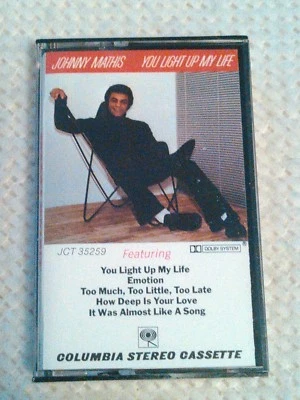 JOHNNY MATHIS YOU LIGHT UP MY LIFE
JCT 35259
Featuring
DOLBY SYSTEM
You Light Up My Life
Emotion
Too Much, Too Little, Too Late
How Deep Is Your Love
It Was Almost Like A Song
COLUMBIA STEREO CASSETTE